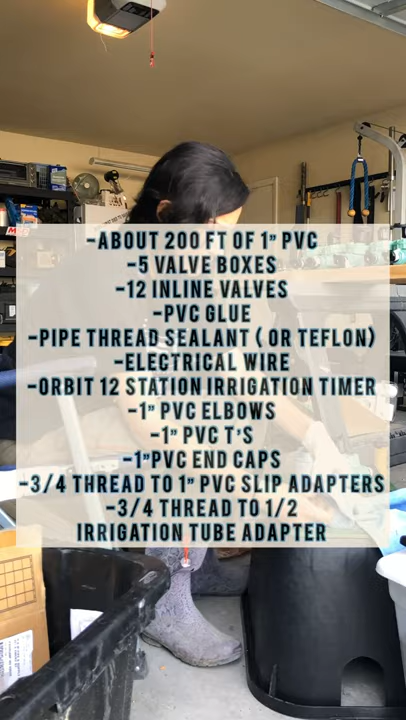 -ABOUT 200 FT OF 1" PVC
-5 VALVE BOXES
-12 INLINE VALVES
-PVC GLUE
-PIPE THREAD SEALANT ( OR TEFLON)
-ELECTRICAL WIRE
-ORBIT 12 STATION IRRIGATION TIMER
-1" PVC ELBOWS
-1" PVC T'S
-1"PVC END CAPS
-3/4 THREAD TO 1" PVC SLIP ADAPTERS
-3/4 THREAD TO 1/2
IRRIGATION TUBE ADAPTER